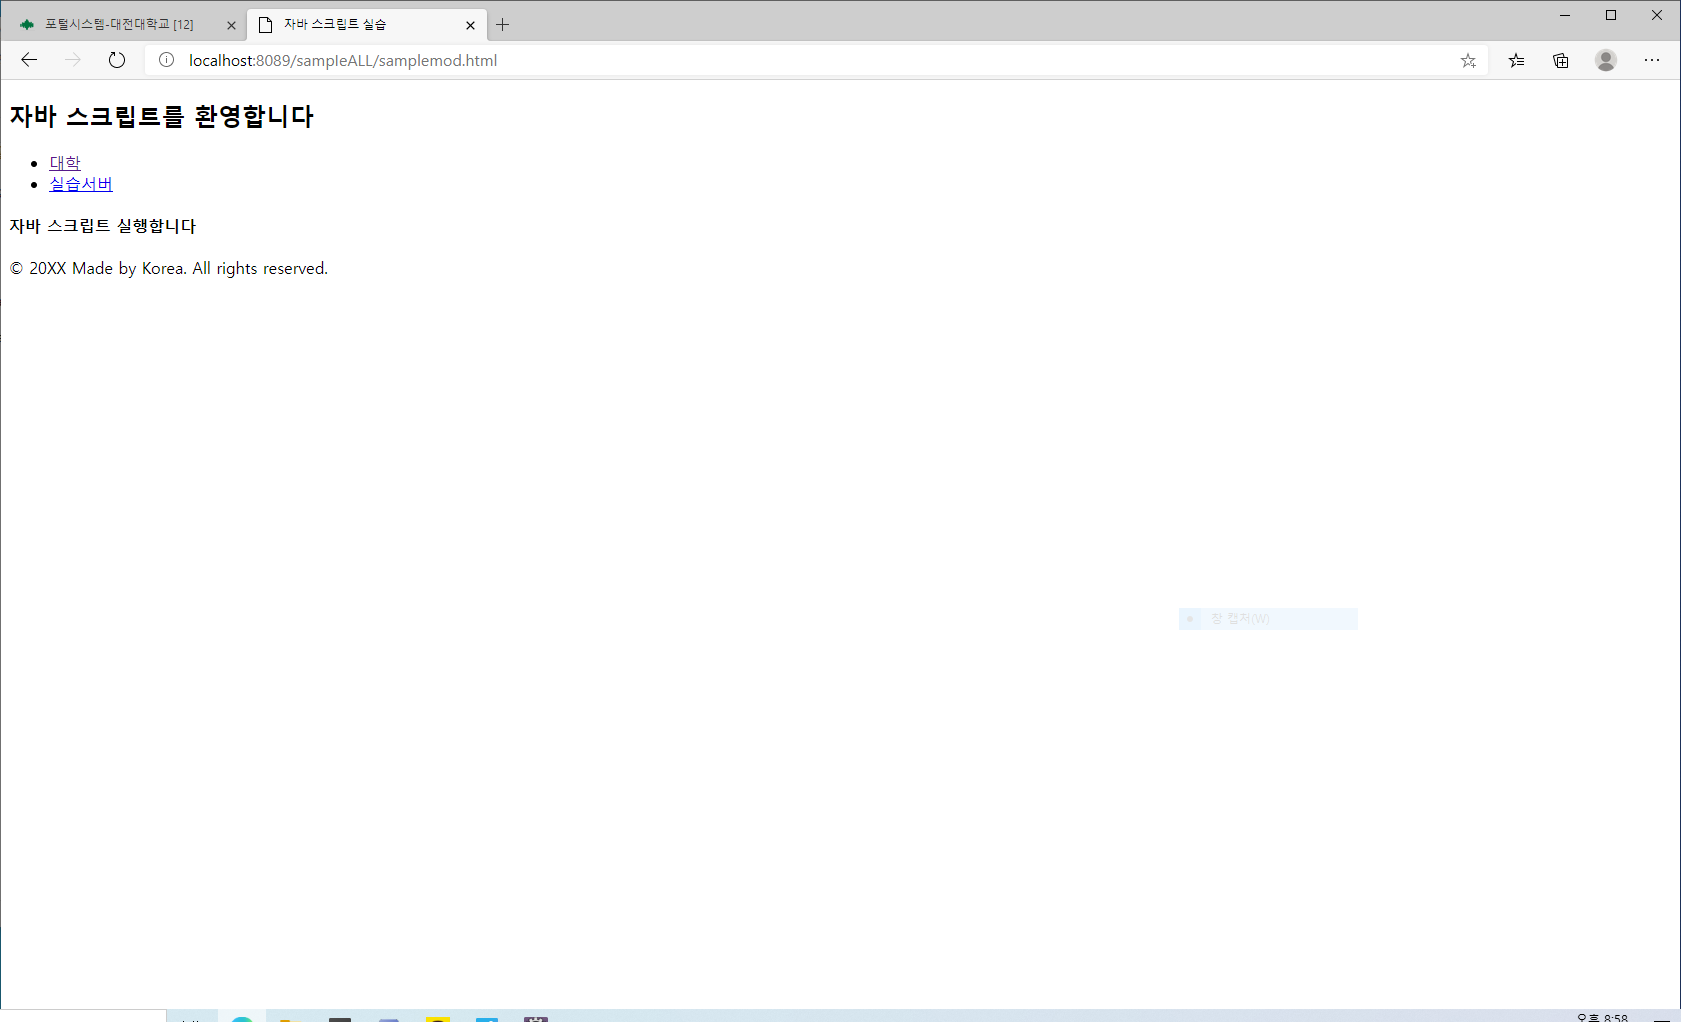 포털시스템-대전대학교 [12]
자바 스크립트 실습
localhost:8089/sampleALL/samplemod.html
자바 스크립트를 환영합니다
대학
실습서버
자바 스크립트 실행합니다
© 20XX Made by Korea. All rights reserved.
창 캡처(W)
오후 8:58